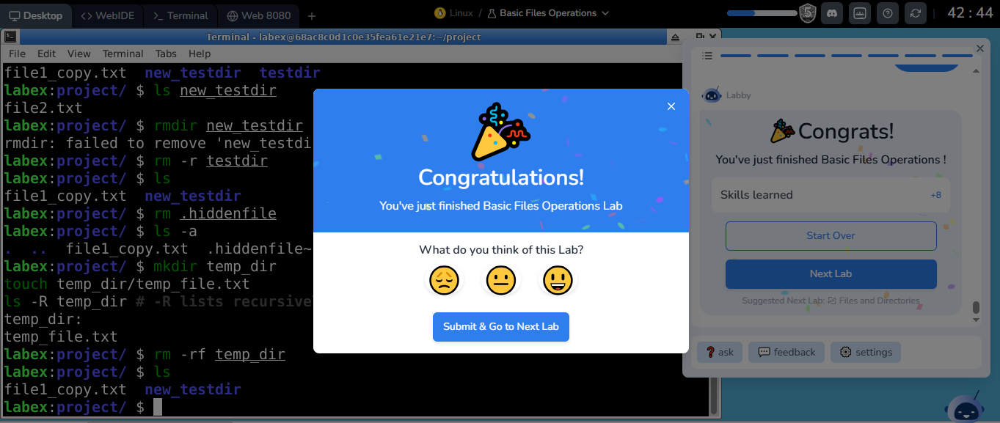 Desktop
WebIDE
Terminal
Web 8080
Linux / Basic Files Operations
5
42 : 44
Terminal - labex@68ac8c0d1c0e35fea61e21e7:~/project
File Edit View Terminal Tabs Help
file1_copy.txt new_testdir testdir
labex:project/ $ ls new_testdir
file2.txt
labex:project/ $ rmdir new_testdir
rmdir: failed to remove 'new_testdi
labex:project/ $ rm -r testdir
labex:project/ $ ls
file1_copy.txt new_testdir
labex:project/ $ rm .hiddenfile
labex:project/ $ ls -a
. .. file1_copy.txt .hiddenfile~
labex:project/ $ mkdir temp_dir
touch temp_dir/temp_file.txt
ls -R temp_dir # -R lists recursive
temp_dir:
temp_file.txt
labex:project/ $ rm -rf temp_dir
labex:project/ $ ls
file1_copy.txt new_testdir
labex:project/ $
Congratulations!
You've just finished Basic Files Operations Lab
What do you think of this Lab?
Submit & Go to Next Lab
Labby
Congrats!
You've just finished Basic Files Operations !
Skills learned +8
Start Over
Next Lab
Suggested Next Lab: Files and Directories
ask
feedback
settings